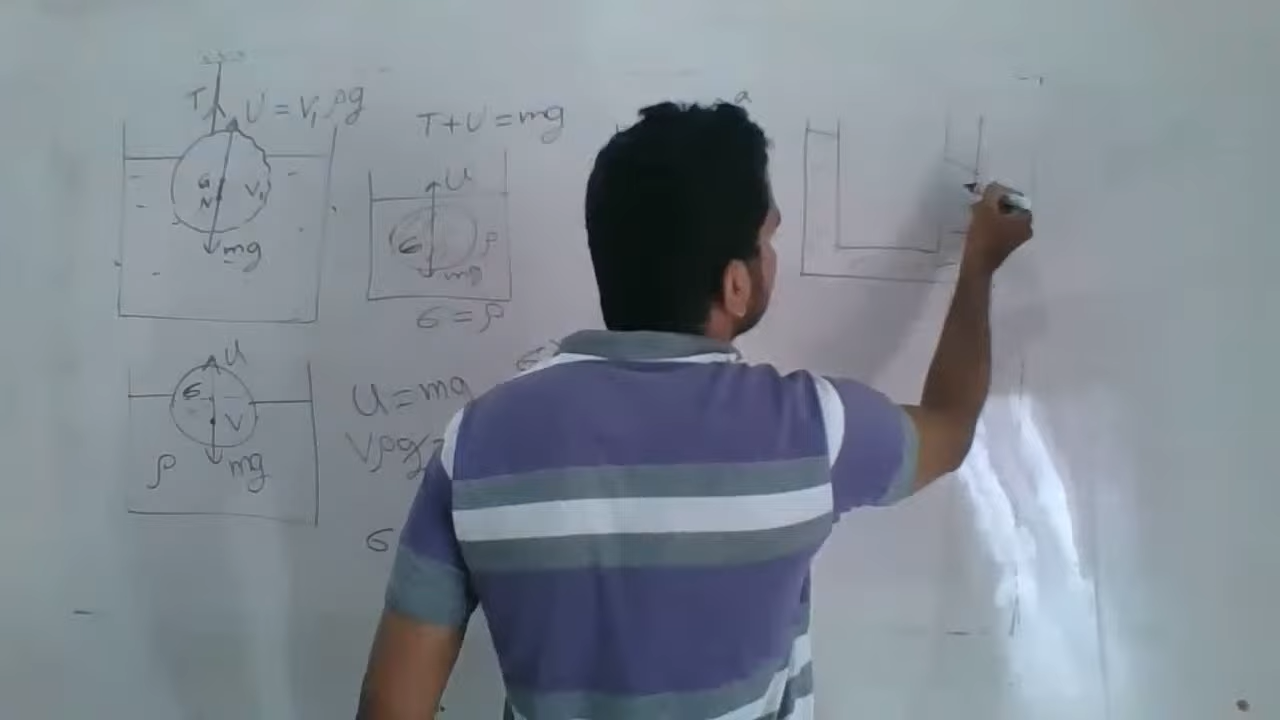 T U = V₁ρg
G
N V₁
mg
T+U = mg
U
σ ρ
mg
σ = ρ
a
U
σ
V
ρ mg
U = mg
Vρg
σ